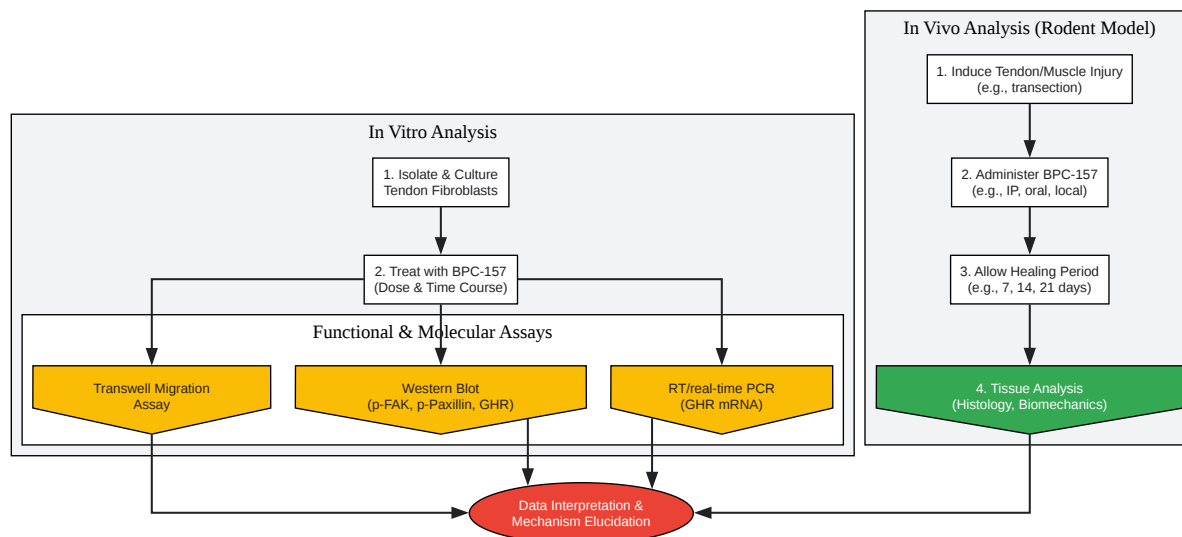 In Vitro Analysis
1. Isolate & Culture
Tendon Fibroblasts
2. Treat with BPC-157
(Dose & Time Course)
Functional & Molecular Assays
Transwell Migration
Assay
Western Blot
(p-FAK, p-Paxillin, GHR)
RT/real-time PCR
(GHR mRNA)
In Vivo Analysis (Rodent Model)
1. Induce Tendon/Muscle Injury
(e.g., transection)
2. Administer BPC-157
(e.g., IP, oral, local)
3. Allow Healing Period
(e.g., 7, 14, 21 days)
4. Tissue Analysis
(Histology, Biomechanics)
Data Interpretation &
Mechanism Elucidation